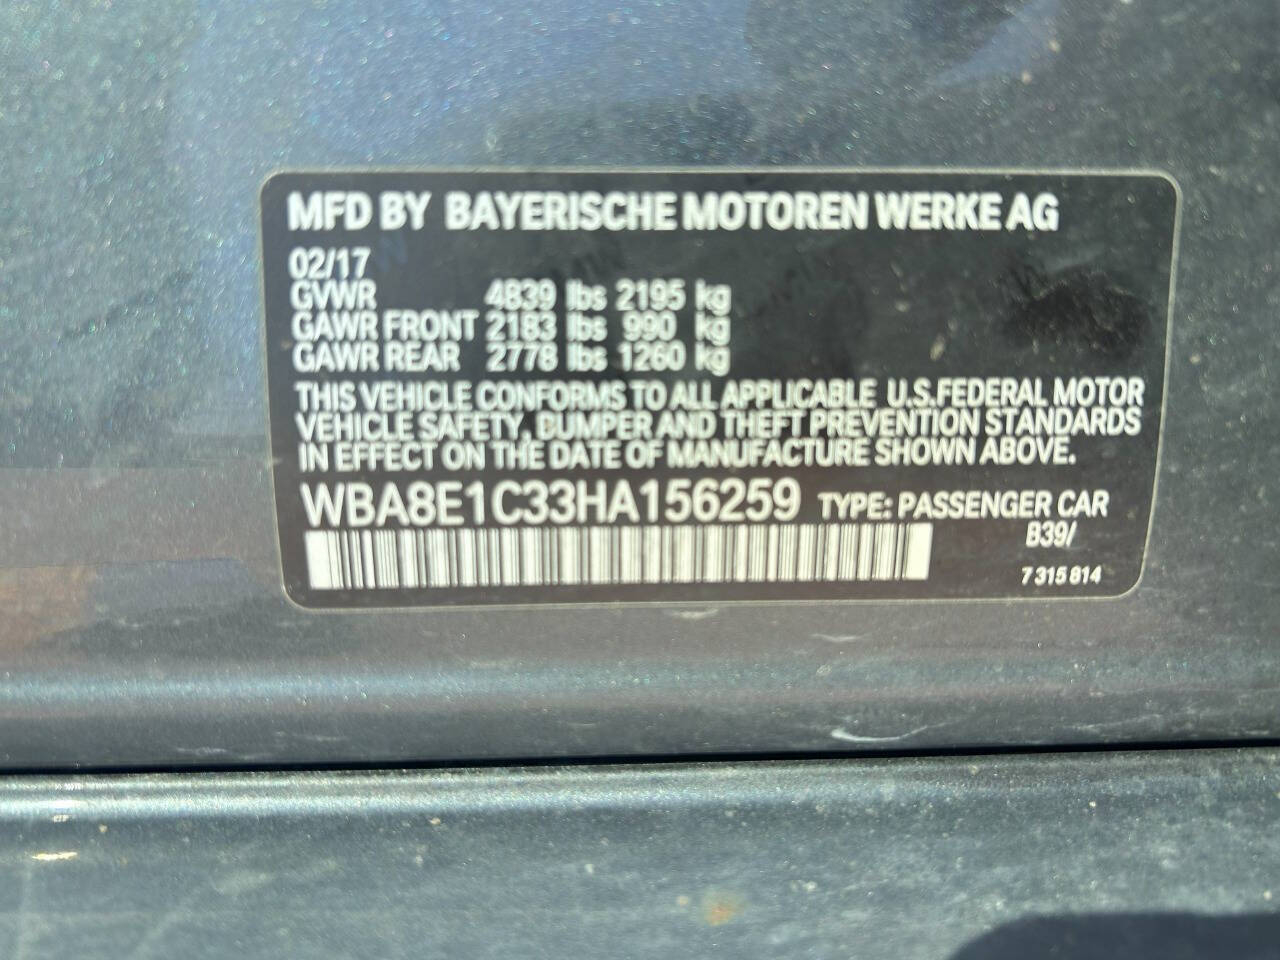 MFD BY BAYERISCHE MOTOREN WERKE AG
02/17
GVWR 4839 lbs 2195 kg
GAWR FRONT 2183 lbs 990 kg
GAWR REAR 2778 lbs 1260 kg
THIS VEHICLE CONFORMS TO ALL APPLICABLE U.S.FEDERAL MOTOR
VEHICLE SAFETY, BUMPER AND THEFT PREVENTION STANDARDS
IN EFFECT ON THE DATE OF MANUFACTURE SHOWN ABOVE.
WBA8E1C33HA156259 TYPE: PASSENGER CAR
B39/
7 315 814